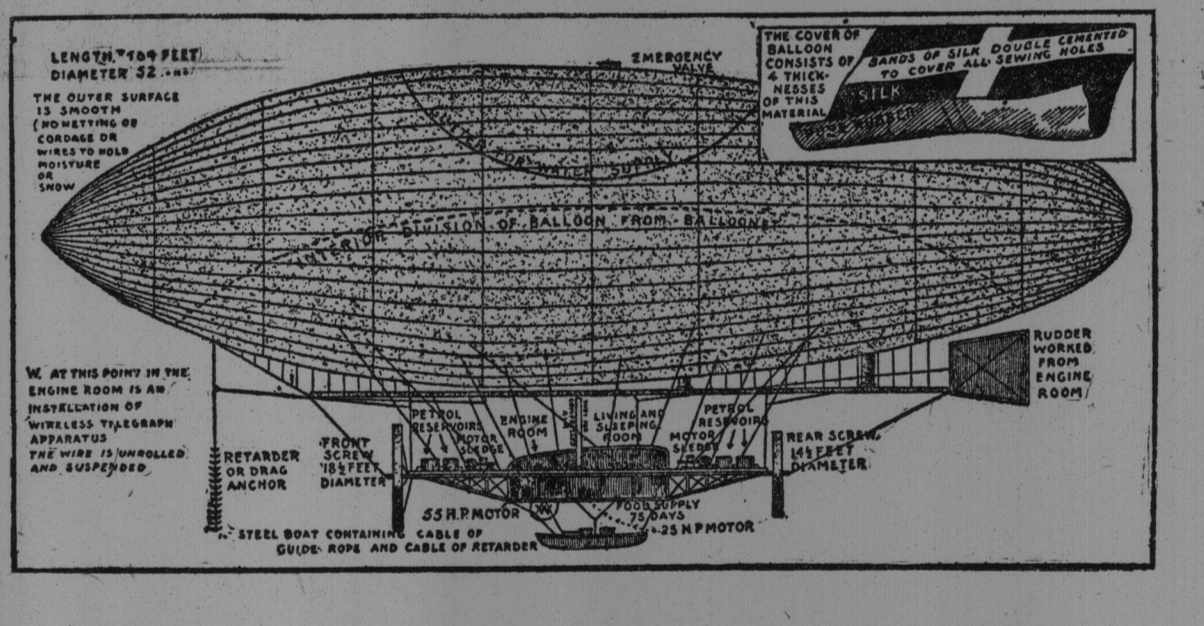 LENGTH 164 FEET
DIAMETER 52
THE OUTER SURFACE
IS SMOOTH
(NO NETTING OR
CORDAGE OR
WIRES TO HOLD
MOISTURE
OR
SNOW
EMERGENCY
VALVE
THE COVER OF
BALLOON
CONSISTS OF
4 THICK-
NESSES
OF THIS
MATERIAL
BANDS OF SILK DOUBLE CEMENTED
TO COVER ALL SEWING HOLES
SILK
FOR WATER SUPPLY
INTERIOR DIVISION OF BALLOON FROM BALLOONET
W. AT THIS POINT IN THE
ENGINE ROOM IS AN
INSTALLATION OF
WIRELESS TELEGRAPH
APPARATUS
THE WIRE IS UNROLLED
AND SUSPENDED
RUDDER
WORKED
FROM
ENGINE
ROOM
PETROL
RESERVOIRS
MOTOR
SLEDGE
ENGINE
ROOM
LIVING AND
SLEEPING
ROOM
PETROL
RESERVOIRS
MOTOR
SLEDGE
RETARDER
OR DRAG
ANCHOR
FRONT
SCREW
18½ FEET
DIAMETER
REAR SCREW
14½ FEET
DIAMETER
55 H.P. MOTOR
W
FOOD SUPPLY
75 DAYS
25 H P MOTOR
STEEL BOAT CONTAINING CABLE OF
GUIDE ROPE AND CABLE OF RETARDER